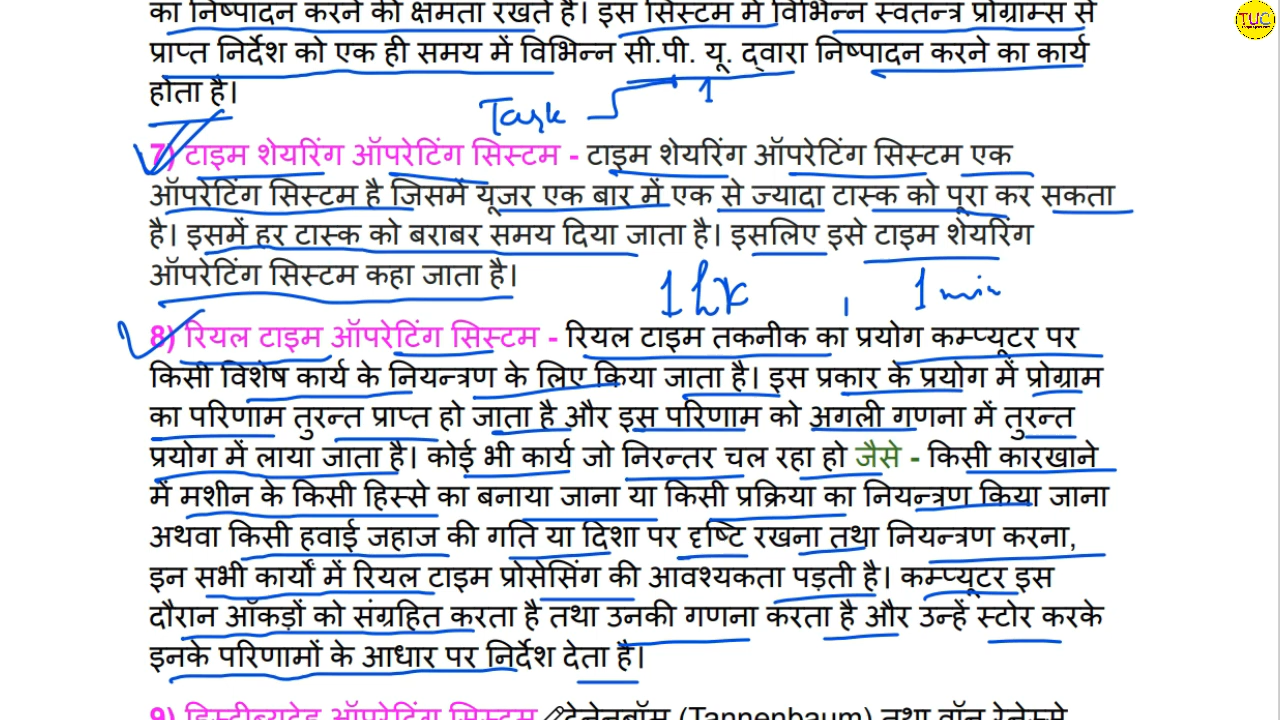 का निष्पादन करने की क्षमता रखते हैं। इस सिस्टम में विभिन्न स्वतन्त्र प्रोग्राम्स से
TUC
प्राप्त निर्देश को एक ही समय में विभिन्न सी.पी. यू. द्वारा निष्पादन करने का कार्य
होता है।
Task 1
7) टाइम शेयरिंग ऑपरेटिंग सिस्टम - टाइम शेयरिंग ऑपरेटिंग सिस्टम एक
ऑपरेटिंग सिस्टम है जिसमें यूजर एक बार में एक से ज्यादा टास्क को पूरा कर सकता
है। इसमें हर टास्क को बराबर समय दिया जाता है। इसलिए इसे टाइम शेयरिंग
ऑपरेटिंग सिस्टम कहा जाता है।
1 hr , 1 min
8) रियल टाइम ऑपरेटिंग सिस्टम - रियल टाइम तकनीक का प्रयोग कम्प्यूटर पर
किसी विशेष कार्य के नियन्त्रण के लिए किया जाता है। इस प्रकार के प्रयोग में प्रोग्राम
का परिणाम तुरन्त प्राप्त हो जाता है और इस परिणाम को अगली गणना में तुरन्त
प्रयोग में लाया जाता है। कोई भी कार्य जो निरन्तर चल रहा हो जैसे - किसी कारखाने
में मशीन के किसी हिस्से का बनाया जाना या किसी प्रक्रिया का नियन्त्रण किया जाना
अथवा किसी हवाई जहाज की गति या दिशा पर दृष्टि रखना तथा नियन्त्रण करना,
इन सभी कार्यों में रियल टाइम प्रोसेसिंग की आवश्यकता पड़ती है। कम्प्यूटर इस
दौरान ऑकड़ों को संग्रहित करता है तथा उनकी गणना करता है और उन्हें स्टोर करके
इनके परिणामों के आधार पर निर्देश देता है।
9) डिस्ट्रीब्यूटेड ऑपरेटिंग सिस्टम (Tannenbaum) तथा वॉन